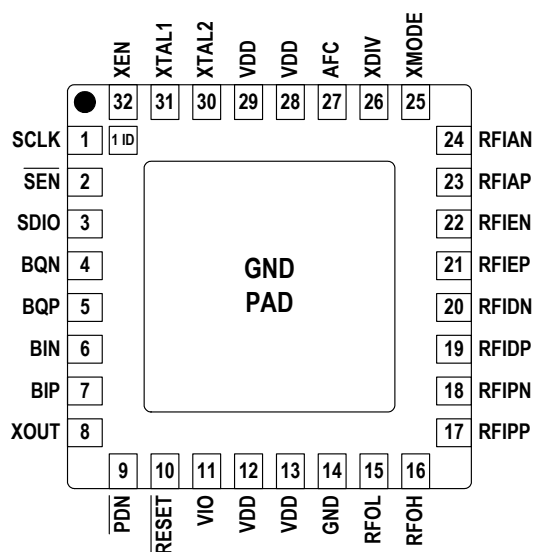 XEN
XTAL1
XTAL2
VDD
VDD
AFC
XDIV
XMODE
32 31 30 29 28 27 26 25
SCLK 1 1 ID 24 RFIAN
SEN 2 23 RFIAP
SDIO 3 22 RFIEN
BQN 4 GND 21 RFIEP
BQP 5 PAD 20 RFIDN
BIN 6 19 RFIDP
BIP 7 18 RFIPN
XOUT 8 17 RFIPP
9 10 11 12 13 14 15 16
PDN
RESET
VIO
VDD
VDD
GND
RFOL
RFOH